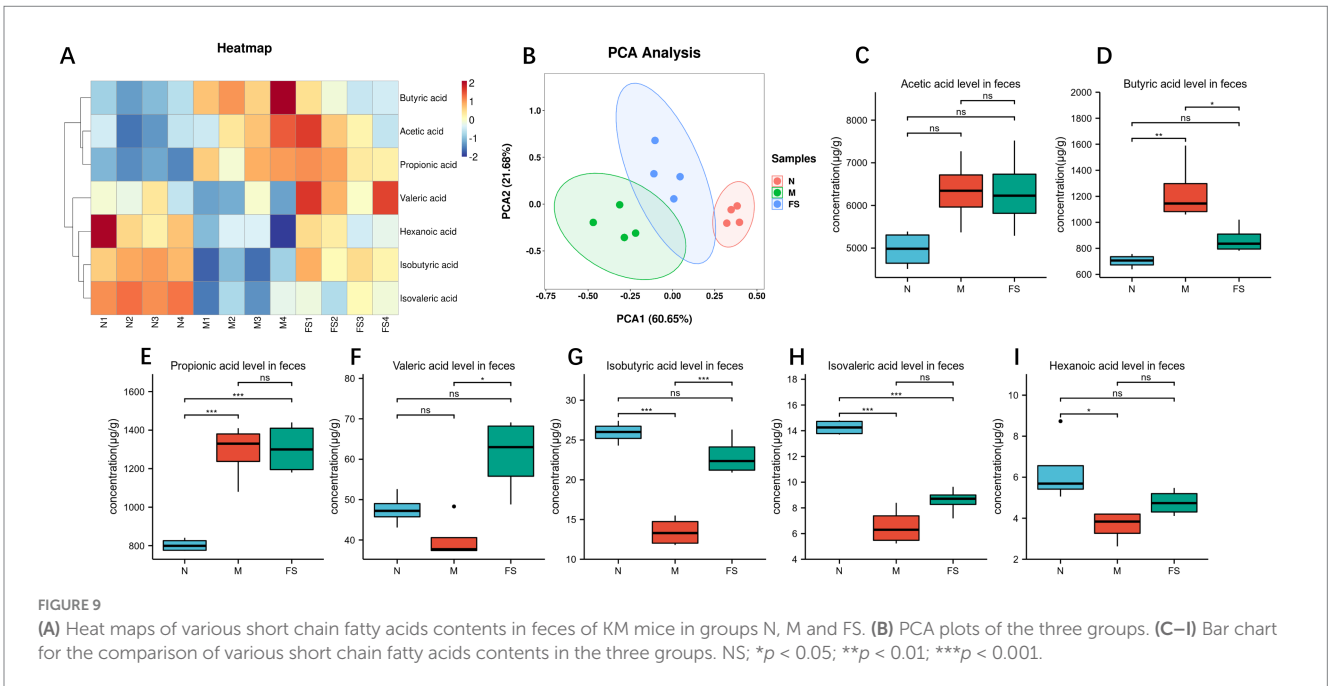 A
Heatmap
2
1
0
-1
-2
Butyric acid
Acetic acid
Propionic acid
Valeric acid
Hexanoic acid
Isobutyric acid
Isovaleric acid
N1 N2 N3 N4 M1 M2 M3 M4 FS1 FS2 FS3 FS4
B
PCA Analysis
PCA2 (21.68%)
1.0
0.5
0.0
-0.5
-0.75 -0.50 -0.25 0.00 0.25 0.50
PCA1 (60.65%)
Samples
N
M
FS
C
Acetic acid level in feces
concentration(μg/g)
8000
7000
6000
5000
ns
ns
ns
N M FS
D
Butyric acid level in feces
concentration(μg/g)
2000
1800
1600
1400
1200
1000
800
600
*
ns
**
N M FS
E
Propionic acid level in feces
concentration(μg/g)
1600
1400
1200
1000
800
ns
***
***
N M FS
F
Valeric acid level in feces
concentration(μg/g)
80
70
60
50
40
*
ns
ns
N M FS
G
Isobutyric acid level in feces
concentration(μg/g)
30
25
20
15
10
***
ns
***
N M FS
H
Isovaleric acid level in feces
concentration(μg/g)
18
16
14
12
10
8
6
4
ns
***
***
N M FS
I
Hexanoic acid level in feces
concentration(μg/g)
10
8
6
4
2
ns
ns
*
N M FS
FIGURE 9
(A) Heat maps of various short chain fatty acids contents in feces of KM mice in groups N, M and FS. (B) PCA plots of the three groups. (C–I) Bar chart
for the comparison of various short chain fatty acids contents in the three groups. NS; *p < 0.05; **p < 0.01; ***p < 0.001.